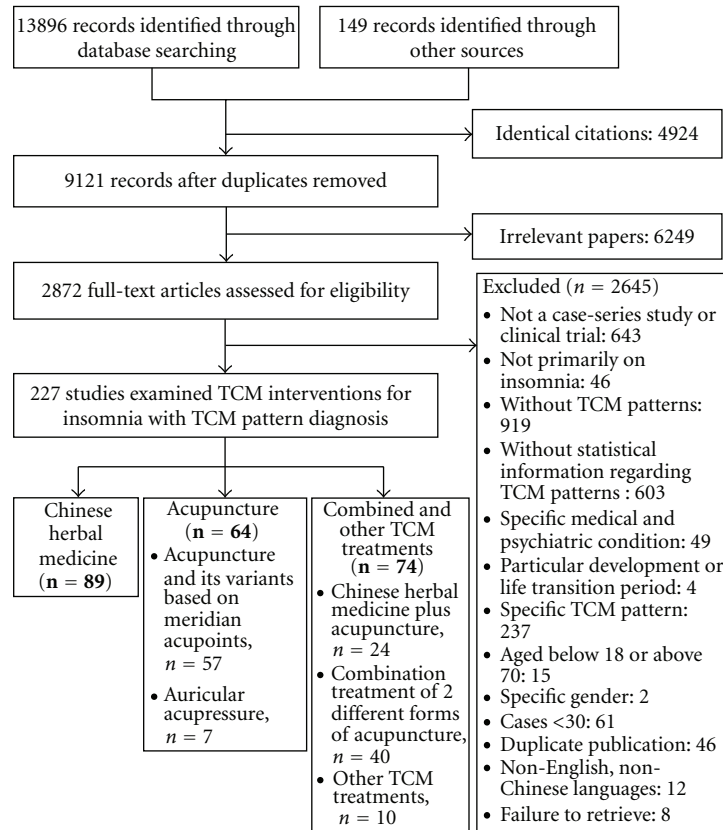 13896 records identified through
database searching
149 records identified through
other sources
Identical citations: 4924
9121 records after duplicates removed
Irrelevant papers: 6249
2872 full-text articles assessed for eligibility
Excluded (n = 2645)
• Not a case-series study or
clinical trial: 643
• Not primarily on
insomnia: 46
• Without TCM patterns:
919
• Without statistical
information regarding
TCM patterns : 603
• Specific medical and
psychiatric condition: 49
• Particular development or
life transition period: 4
• Specific TCM pattern:
237
• Aged below 18 or above
70: 15
• Specific gender: 2
• Cases <30: 61
• Duplicate publication: 46
• Non-English, non-
Chinese languages: 12
• Failure to retrieve: 8
227 studies examined TCM interventions for
insomnia with TCM pattern diagnosis
Chinese
herbal
medicine
(n = 89)
Acupuncture
(n = 64)
• Acupuncture
and its variants
based on
meridian
acupoints,
n = 57
• Auricular
acupressure,
n = 7
Combined and
other TCM
treatments
(n = 74)
• Chinese herbal
medicine plus
acupuncture,
n = 24
• Combination
treatment of 2
different forms
of acupuncture,
n = 40
• Other TCM
treatments,
n = 10